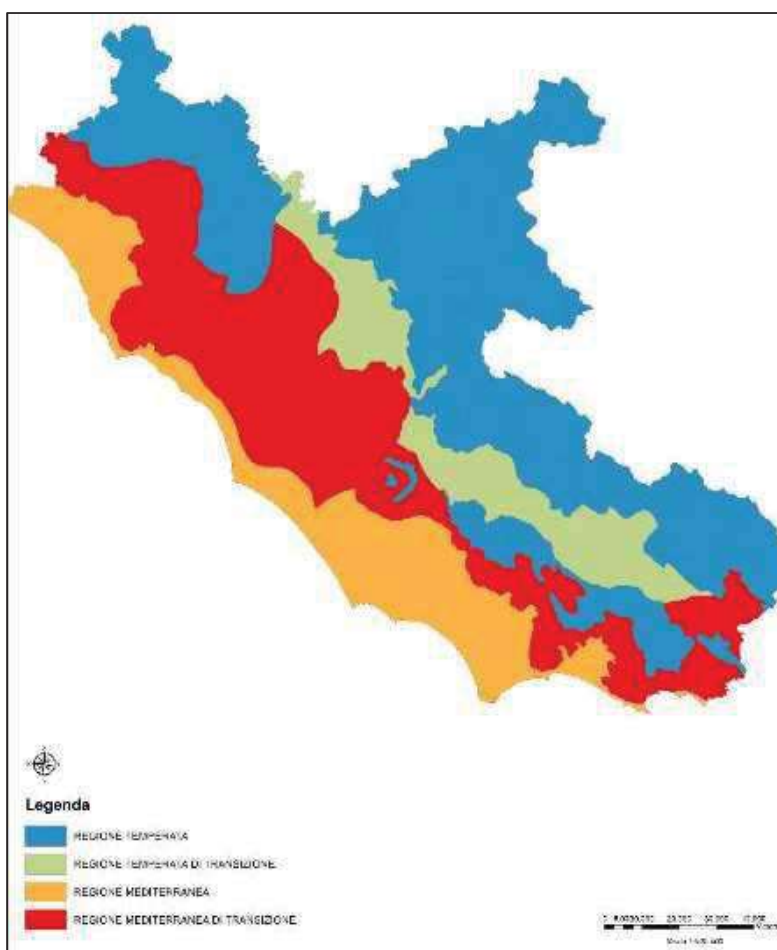 Legenda
REGIONE TEMPERATA
REGIONE TEMPERATA DI TRANSIZIONE
REGIONE MEDITERRANEA
REGIONE MEDITERRANEA DI TRANSIZIONE